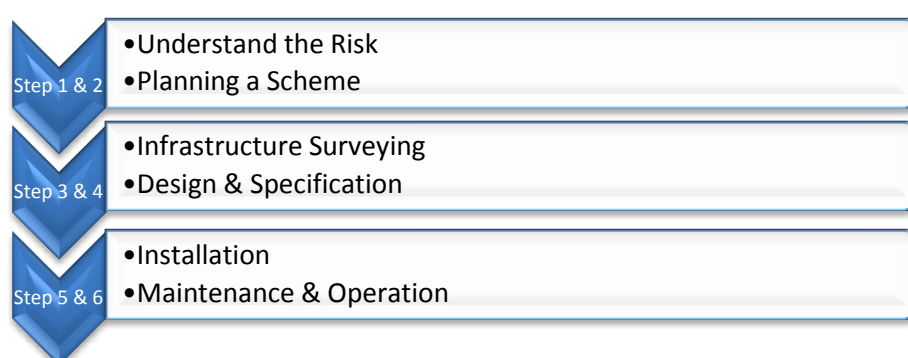 Step 1 & 2
•Understand the Risk
•Planning a Scheme
Step 3 & 4
•Infrastructure Surveying
•Design & Specification
Step 5 & 6
•Installation
•Maintenance & Operation